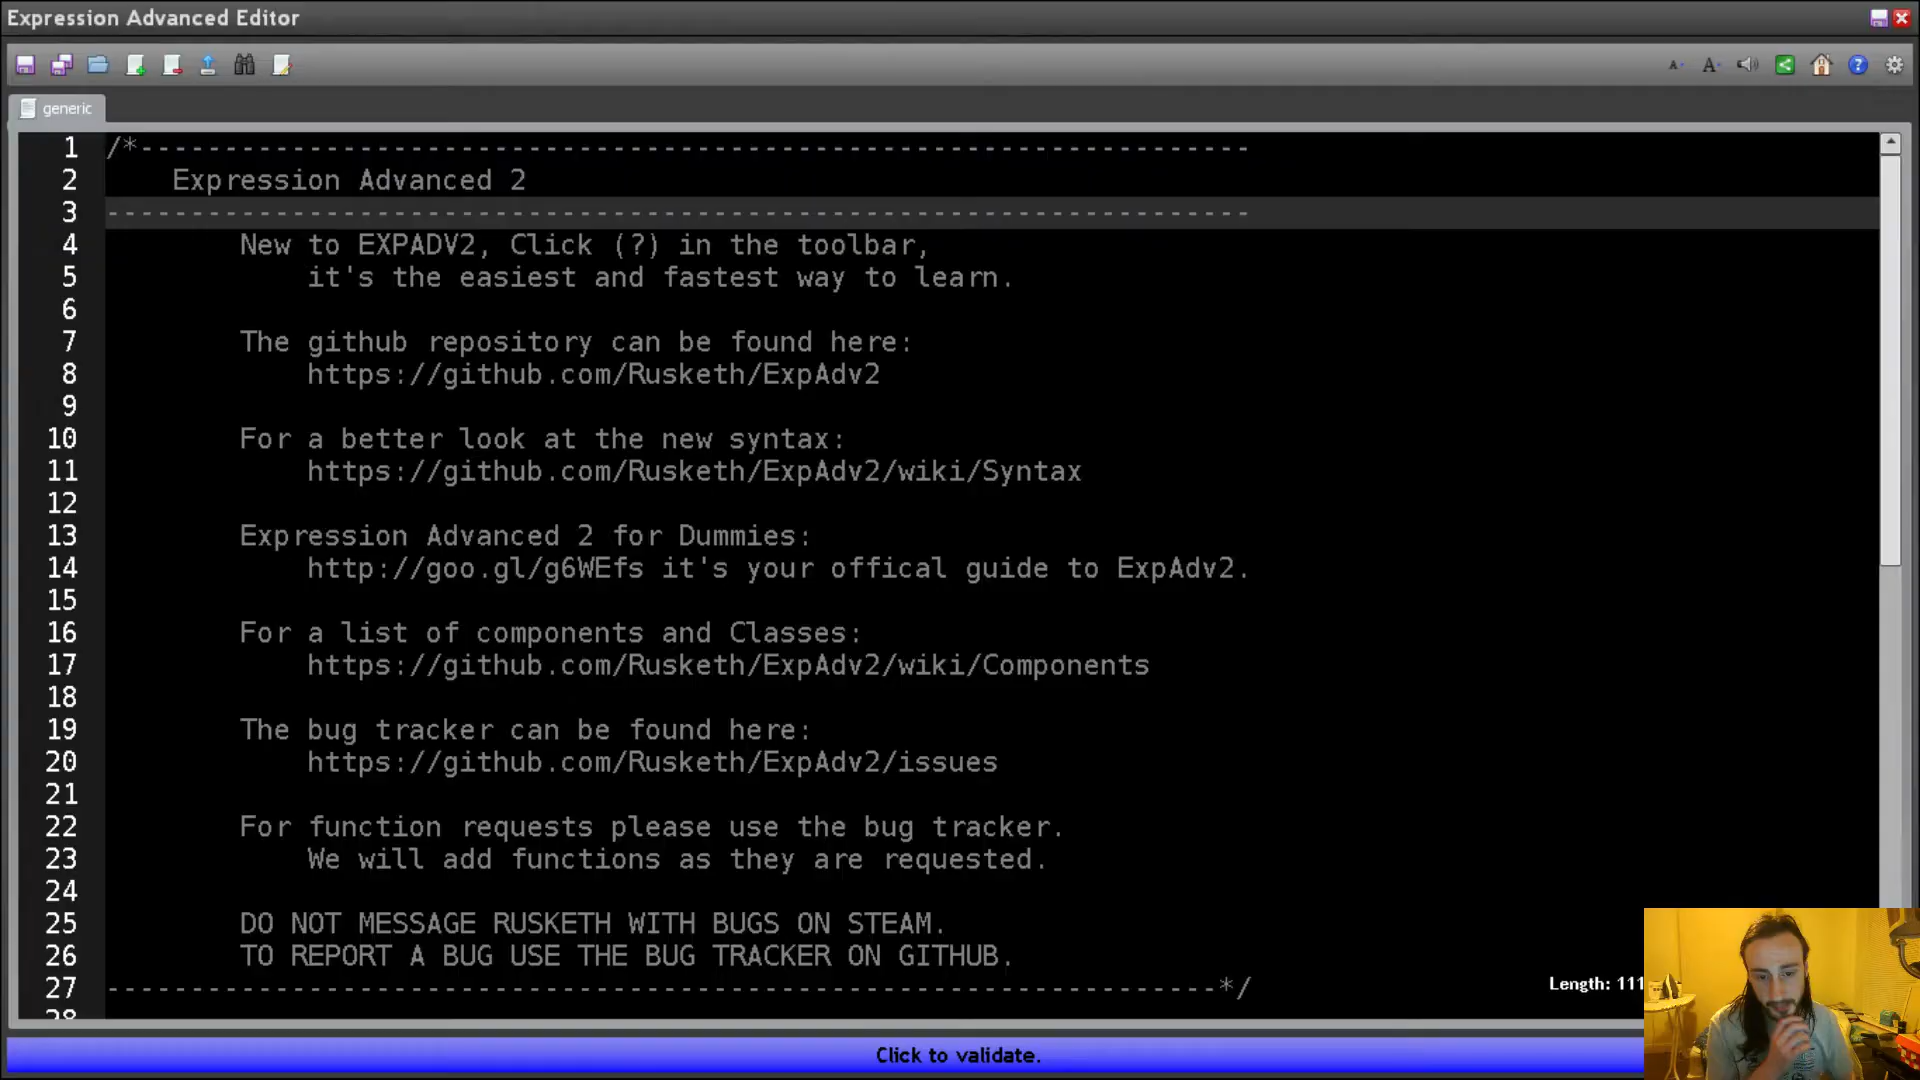 Expression Advanced Editor
generic
1 /*------------------------------------------------------------------
2 Expression Advanced 2
3 --------------------------------------------------------------------
4 New to EXPADV2, Click (?) in the toolbar,
5 it's the easiest and fastest way to learn.
6
7 The github repository can be found here:
8 https://github.com/Rusketh/ExpAdv2
9
10 For a better look at the new syntax:
11 https://github.com/Rusketh/ExpAdv2/wiki/Syntax
12
13 Expression Advanced 2 for Dummies:
14 http://goo.gl/g6WEfs it's your offical guide to ExpAdv2.
15
16 For a list of components and Classes:
17 https://github.com/Rusketh/ExpAdv2/wiki/Components
18
19 The bug tracker can be found here:
20 https://github.com/Rusketh/ExpAdv2/issues
21
22 For function requests please use the bug tracker.
23 We will add functions as they are requested.
24
25 DO NOT MESSAGE RUSKETH WITH BUGS ON STEAM.
26 TO REPORT A BUG USE THE BUG TRACKER ON GITHUB.
27 ------------------------------------------------------------------*/
28
Length: 111
Click to validate.